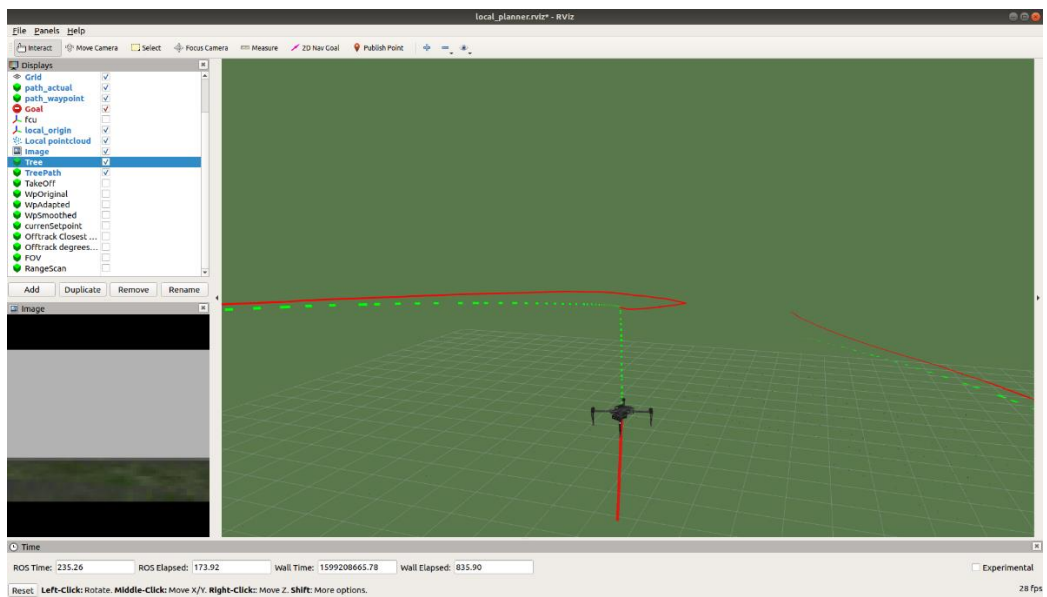 local_planner.rviz* - RViz
File Panels Help
Interact Move Camera Select Focus Camera Measure 2D Nav Goal Publish Point
Displays
Grid
path_actual
path_waypoint
Goal
fcu
local_origin
Local pointcloud
Image
Tree
TreePath
TakeOff
WpOriginal
WpAdapted
WpSmoothed
currenSetpoint
Offtrack Closest ...
Offtrack degrees...
FOV
RangeScan
Add Duplicate Remove Rename
Image
Time
ROS Time: 235.26 ROS Elapsed: 173.92 Wall Time: 1599208665.78 Wall Elapsed: 835.90 Experimental
Reset Left-Click: Rotate. Middle-Click: Move X/Y. Right-Click:: Move Z. Shift: More options. 28 fps